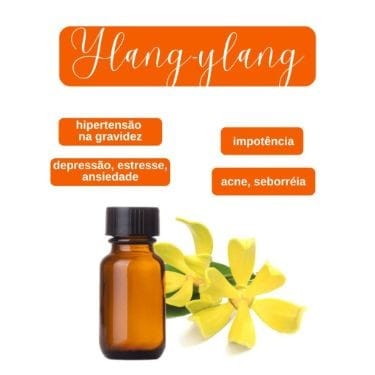 Ylang-ylang
hipertensão
na gravidez
impotência
depressão, estresse,
ansiedade
acne, seborréia